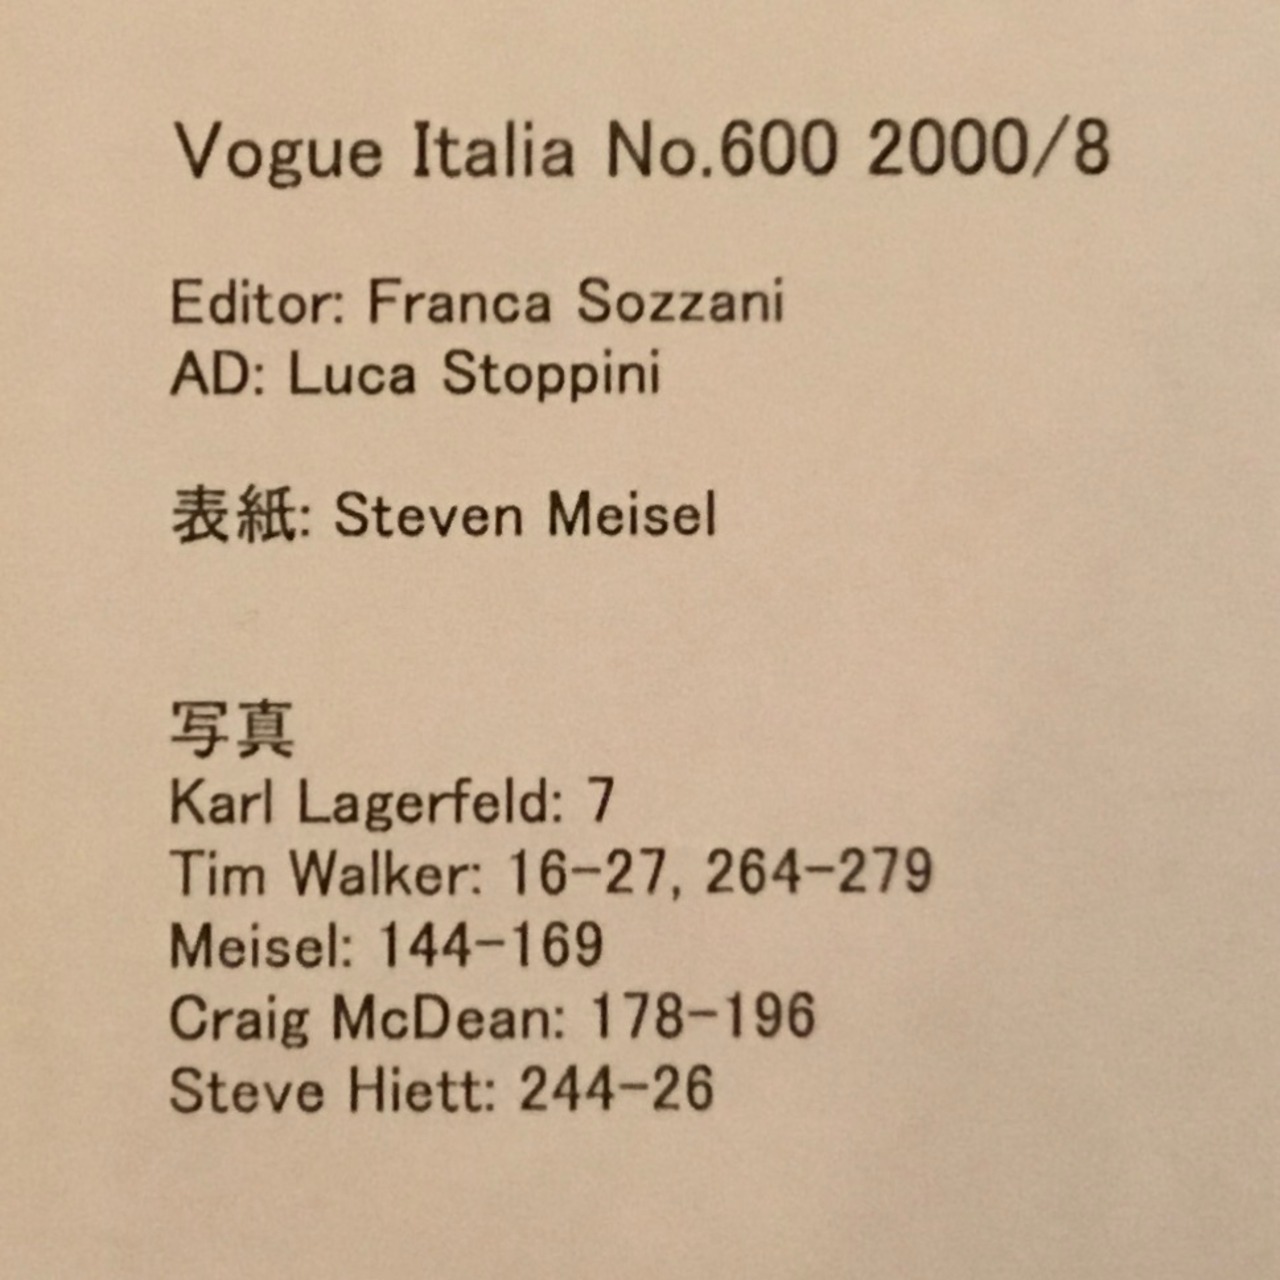 Vogue Italia No.600 2000/8
Editor: Franca Sozzani
AD: Luca Stoppini
表紙: Steven Meisel
写真
Karl Lagerfeld: 7
Tim Walker: 16-27, 264-279
Meisel: 144-169
Craig McDean: 178-196
Steve Hiett: 244-26